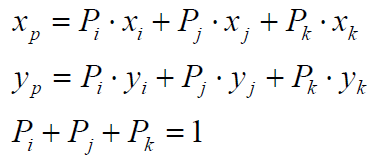 x_p = P_i · x_i + P_j · x_j + P_k · x_k
y_p = P_i · y_i + P_j · y_j + P_k · y_k
P_i + P_j + P_k = 1